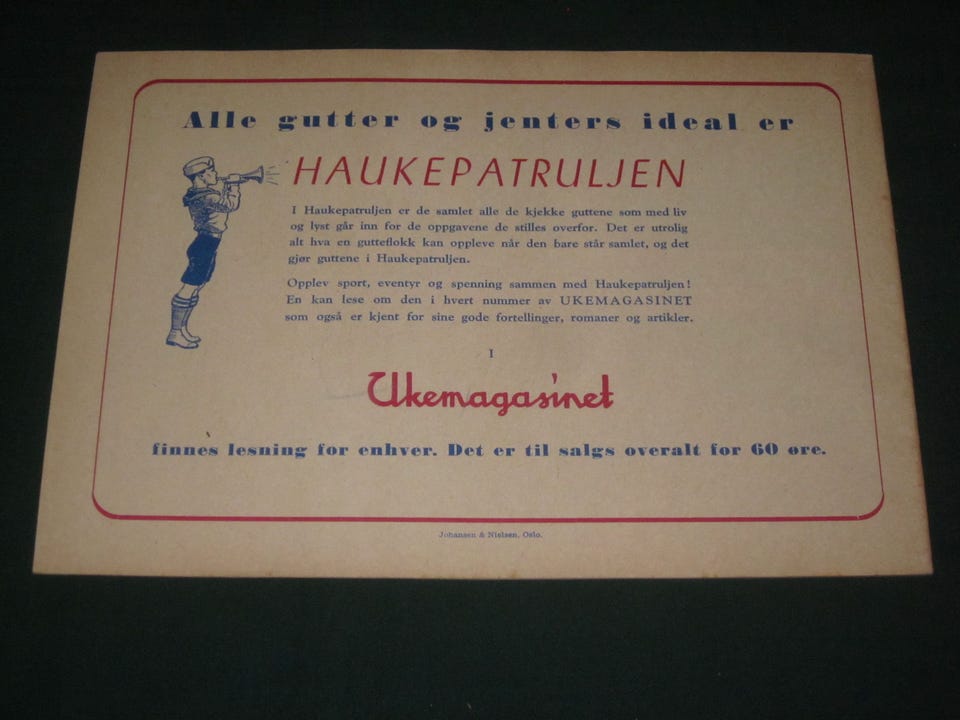 Alle gutter og jenters ideal er
HAUKEPATRULJEN
I Haukepatruljen er de samlet alle de kjekke guttene som med liv
og lyst går inn for de oppgavene de stilles overfor. Det er utrolig
alt hva en gutteflokk kan oppleve når den bare står samlet, og det
gjør guttene i Haukepatruljen.
Opplev sport, eventyr og spenning sammen med Haukepatruljen!
En kan lese om den i hvert nummer av UKEMAGASINET
som også er kjent for sine gode fortellinger, romaner og artikler.
I
Ukemagasinet
finnes lesning for enhver. Det er til salgs overalt for 60 øre.
Johansen & Nielsen, Oslo.